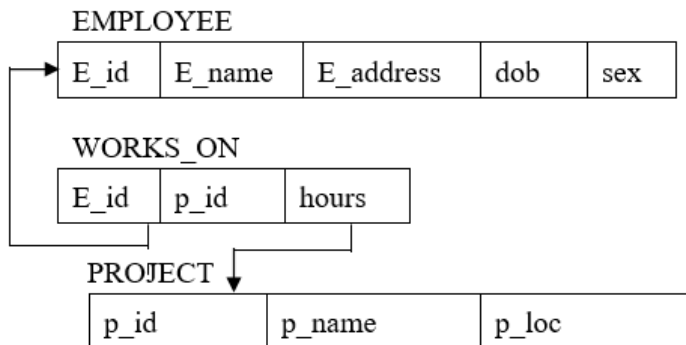 EMPLOYEE
E_id E_name E_address dob sex
WORKS_ON
E_id p_id hours
PROJECT
p_id p_name p_loc